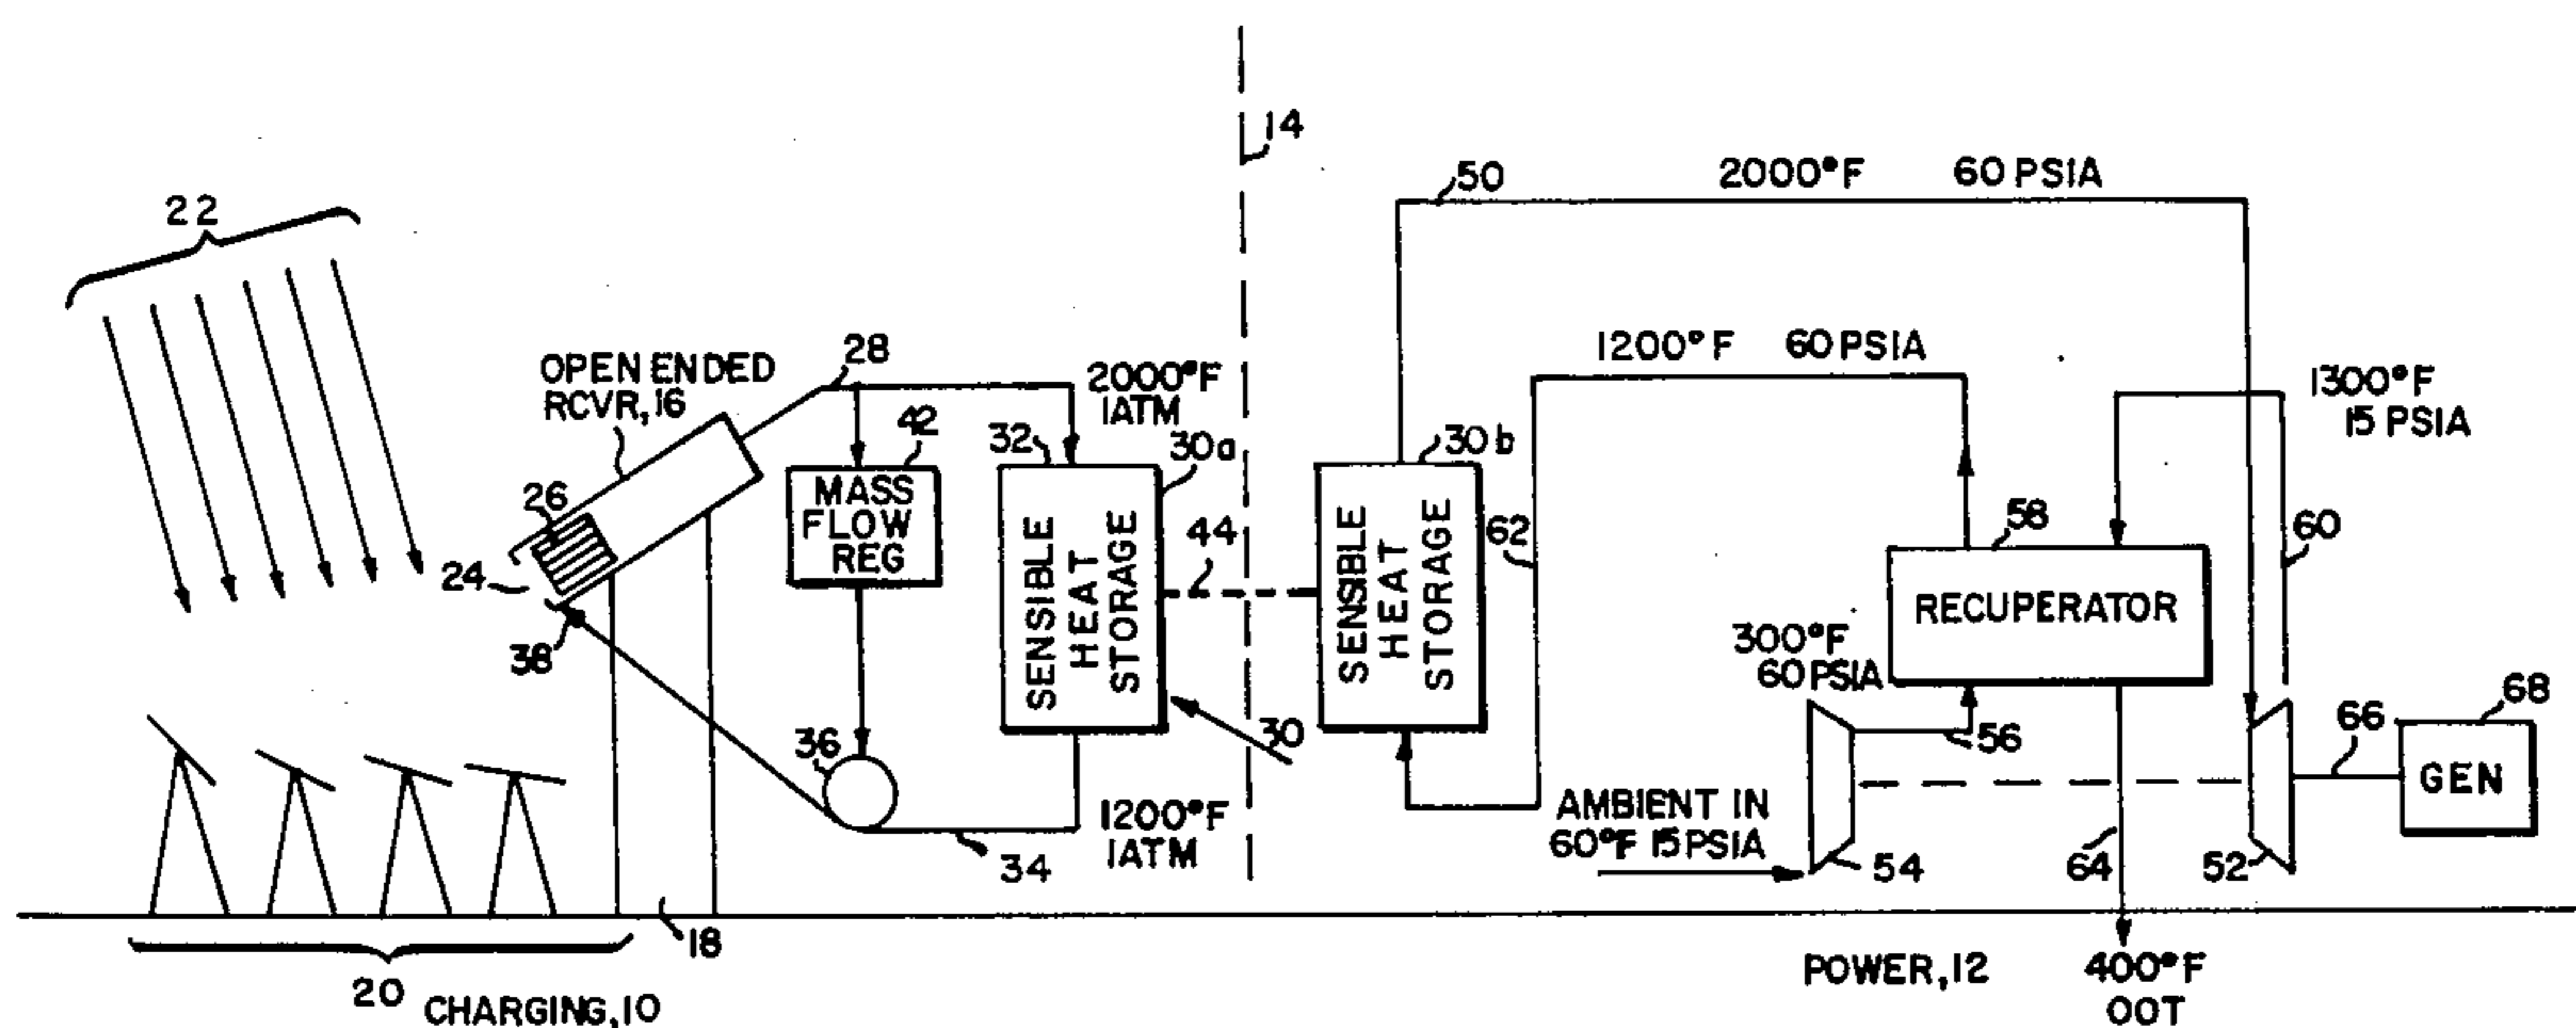 14
22
50
2000°F 60 PSIA
OPEN ENDED
RCVR, 16
28
2000°F
1ATM
1200°F 60 PSIA
1300°F
15 PSIA
42
32
30a
30b
MASS
FLOW
REG
26
24
38
SENSIBLE
HEAT
STORAGE
44
SENSIBLE
HEAT
STORAGE
62
58
60
RECUPERATOR
300°F
60 PSIA
36
30
56
66
68
GEN
1200°F
1ATM
34
AMBIENT IN
60°F 15 PSIA
54
64
52
18
20
CHARGING, 10
POWER, 12
400°F
OOT